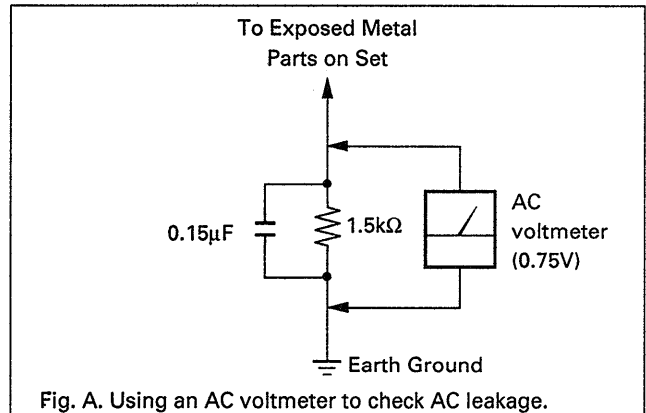 To Exposed Metal
Parts on Set
0.15μF
1.5kΩ
AC
voltmeter
(0.75V)
Earth Ground
Fig. A. Using an AC voltmeter to check AC leakage.